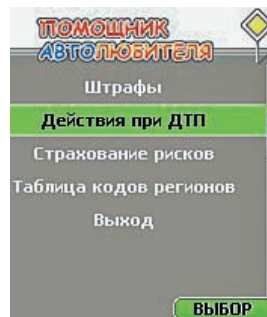 ПОМОЩНИК
АВТОЛЮБИТЕЛЯ
Штрафы
Действия при ДТП
Страхование рисков
Таблица кодов регионов
Выход
ВЫБОР